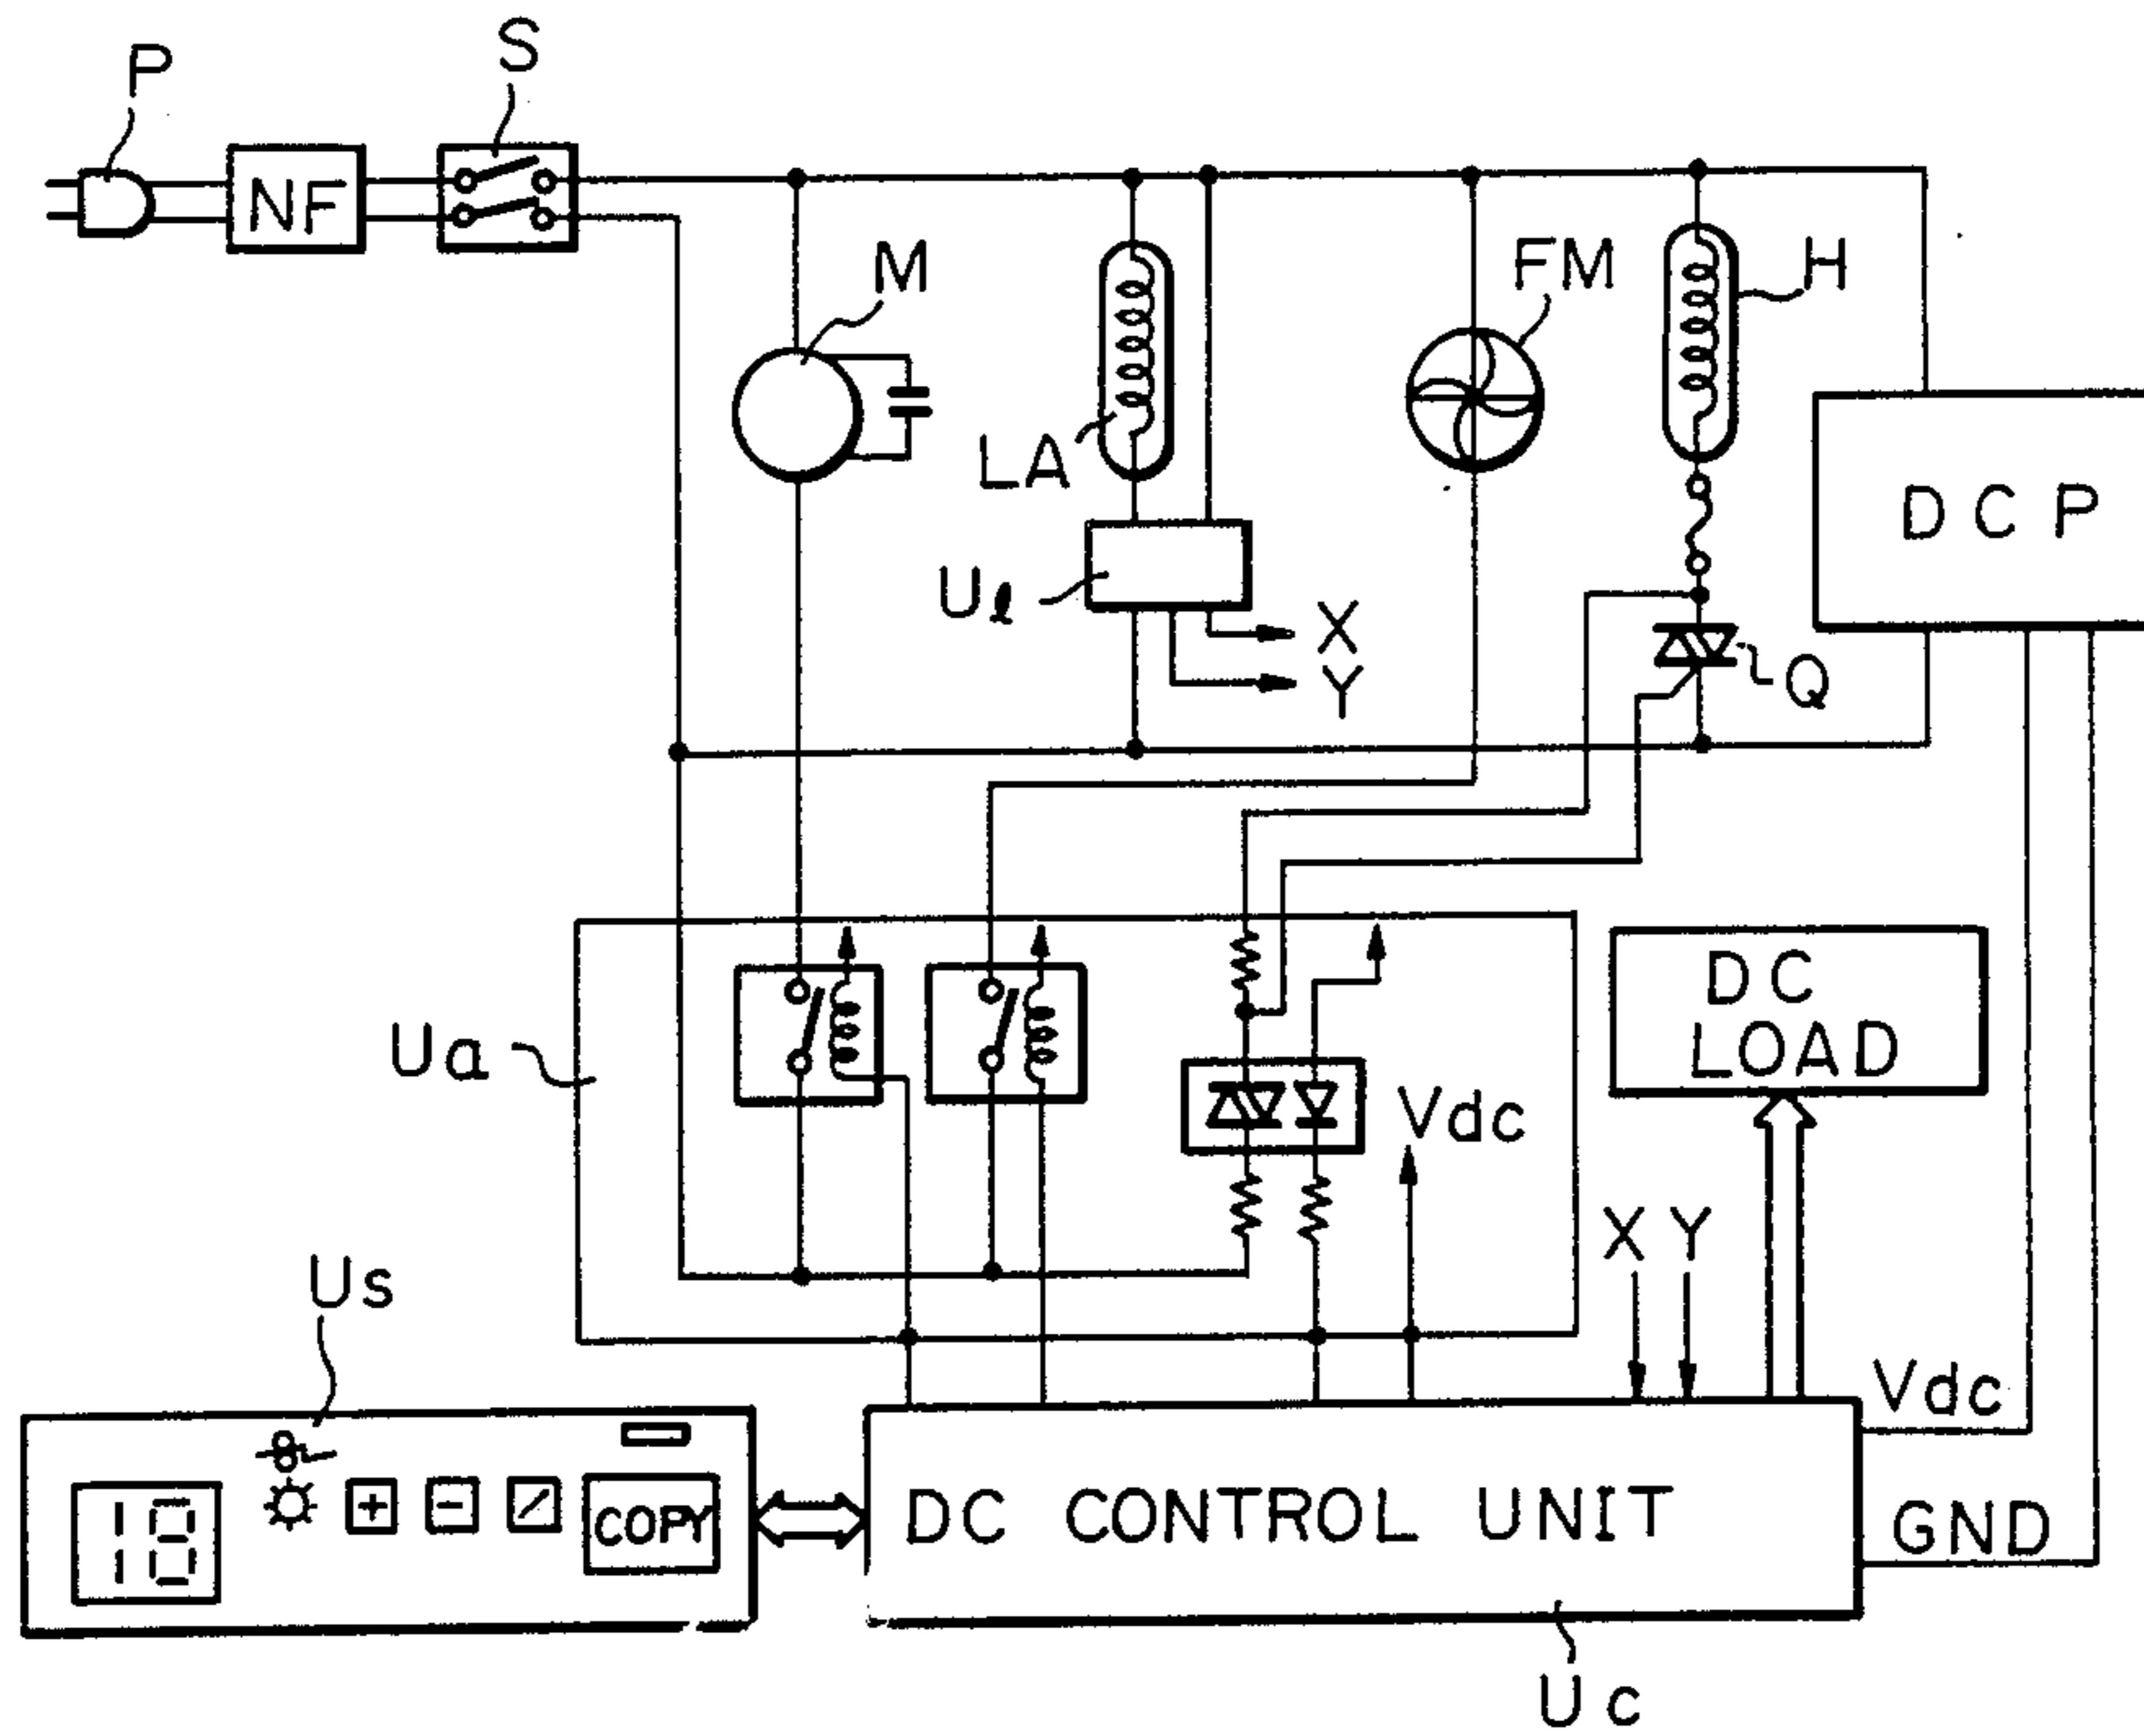 P
S
NF
M
LA
FM
H
DCP
Uℓ
X
Y
Q
Ua
Vdc
DC
LOAD
X Y
Us
Vdc
18
+
-
COPY
DC CONTROL UNIT
GND
Uc